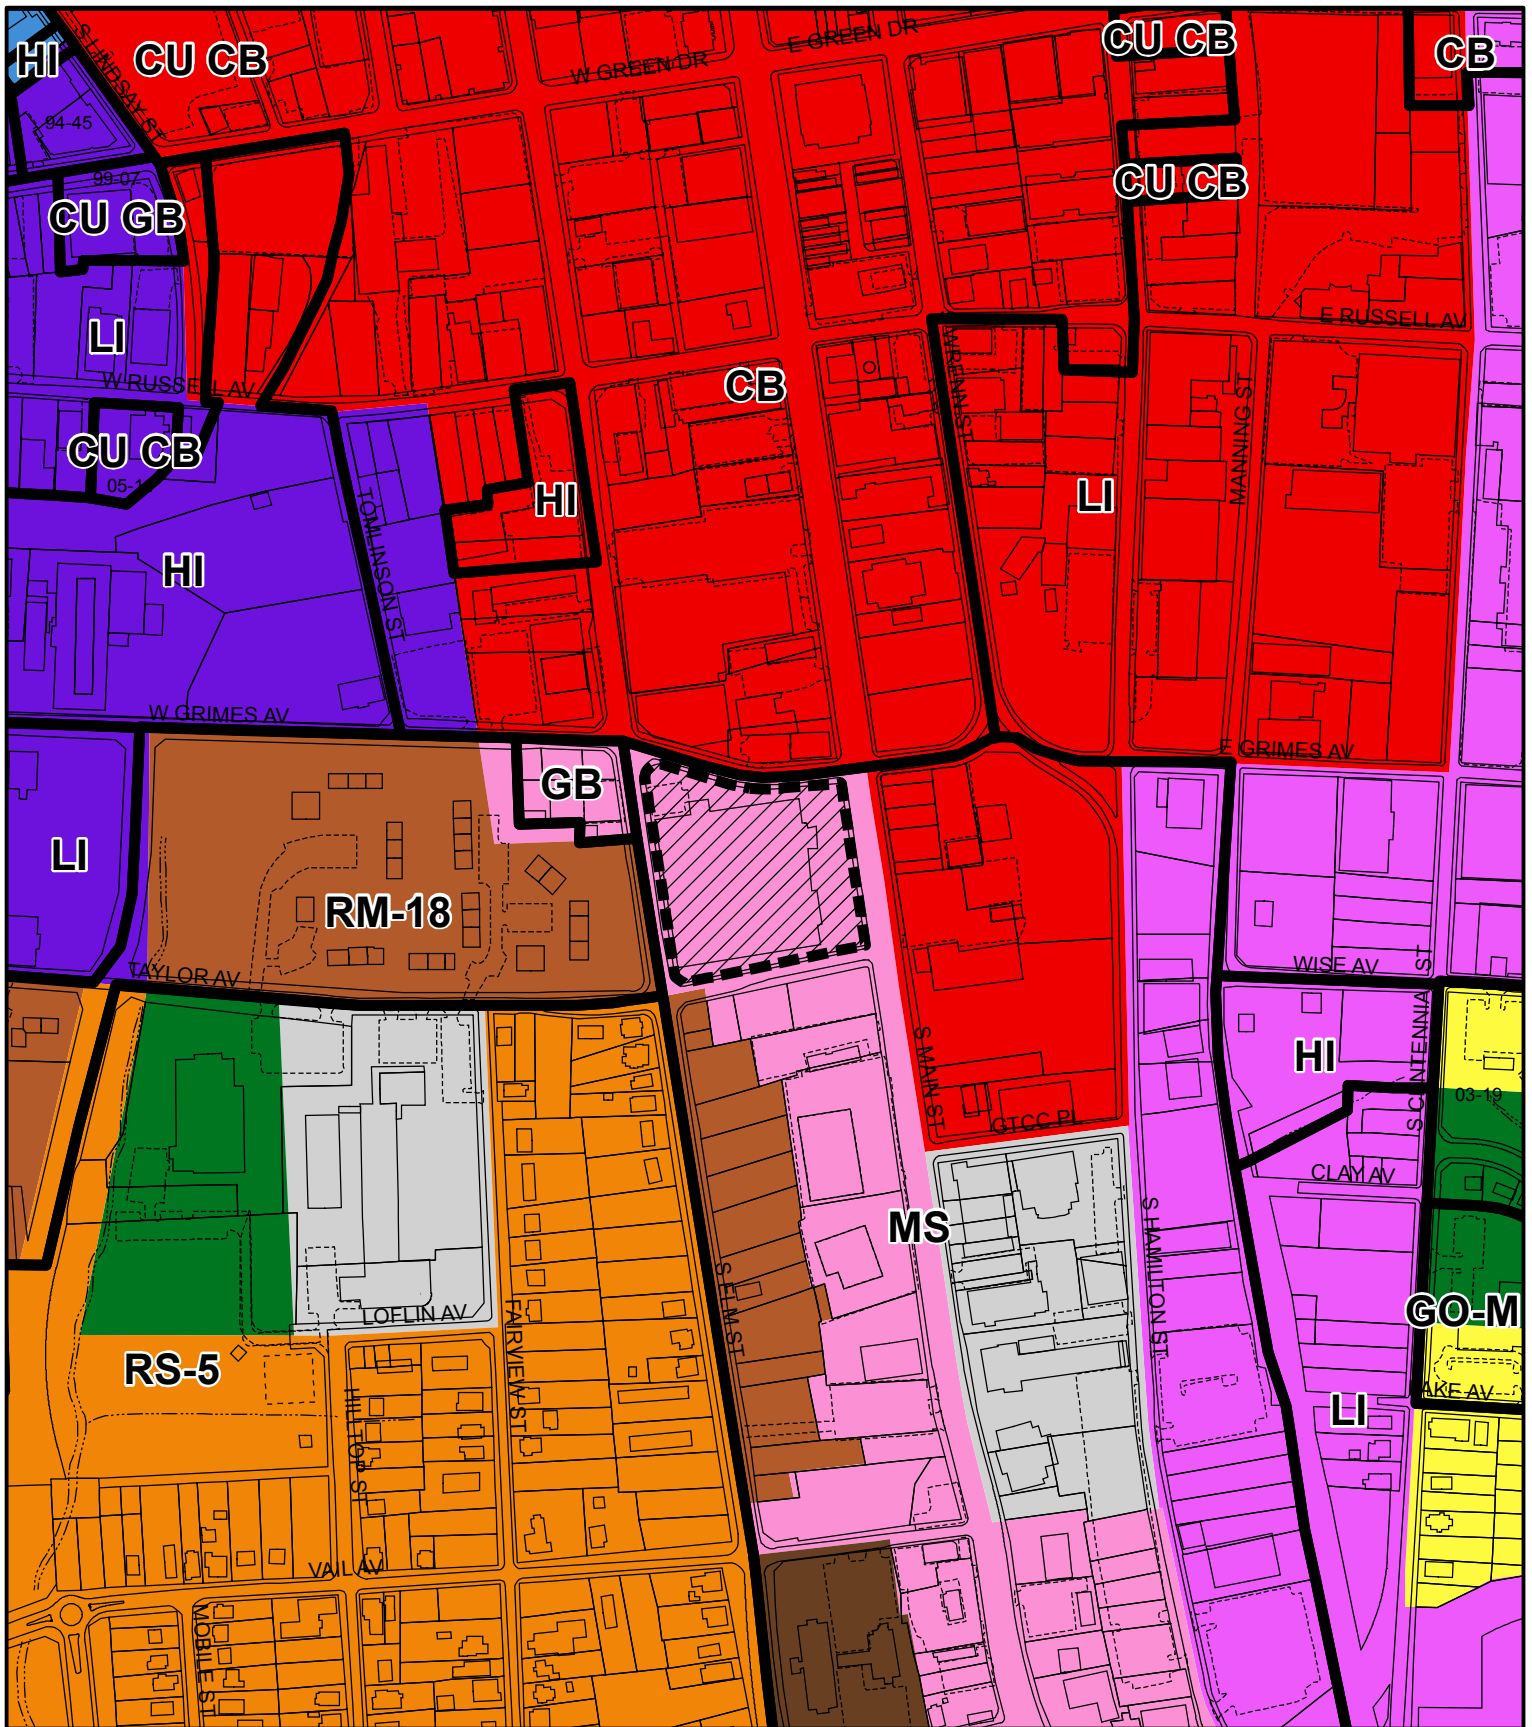 HI
S LINDSAY ST
CU CB
W GREEN DR
E GREEN DR
CU CB
CB
94-45
99-07
CU GB
CU CB
LI
E RUSSELL AV
W RUSSELL AV
CB
WRENN ST
MANNING ST
CU CB
HI
LI
TOMLINSON ST
HI
W GRIMES AV
E GRIMES AV
GB
LI
RM-18
TAYLOR AV
WISE AV
S MAIN ST
HI
03-19
GTCC PL
CLAY AV
MS
S HAMILTON ST
S ELM ST
FAIRVIEW ST
LOFLIN AV
GO-M
RS-5
LI
HILLTOP ST
VAIL AV
MOBILE ST